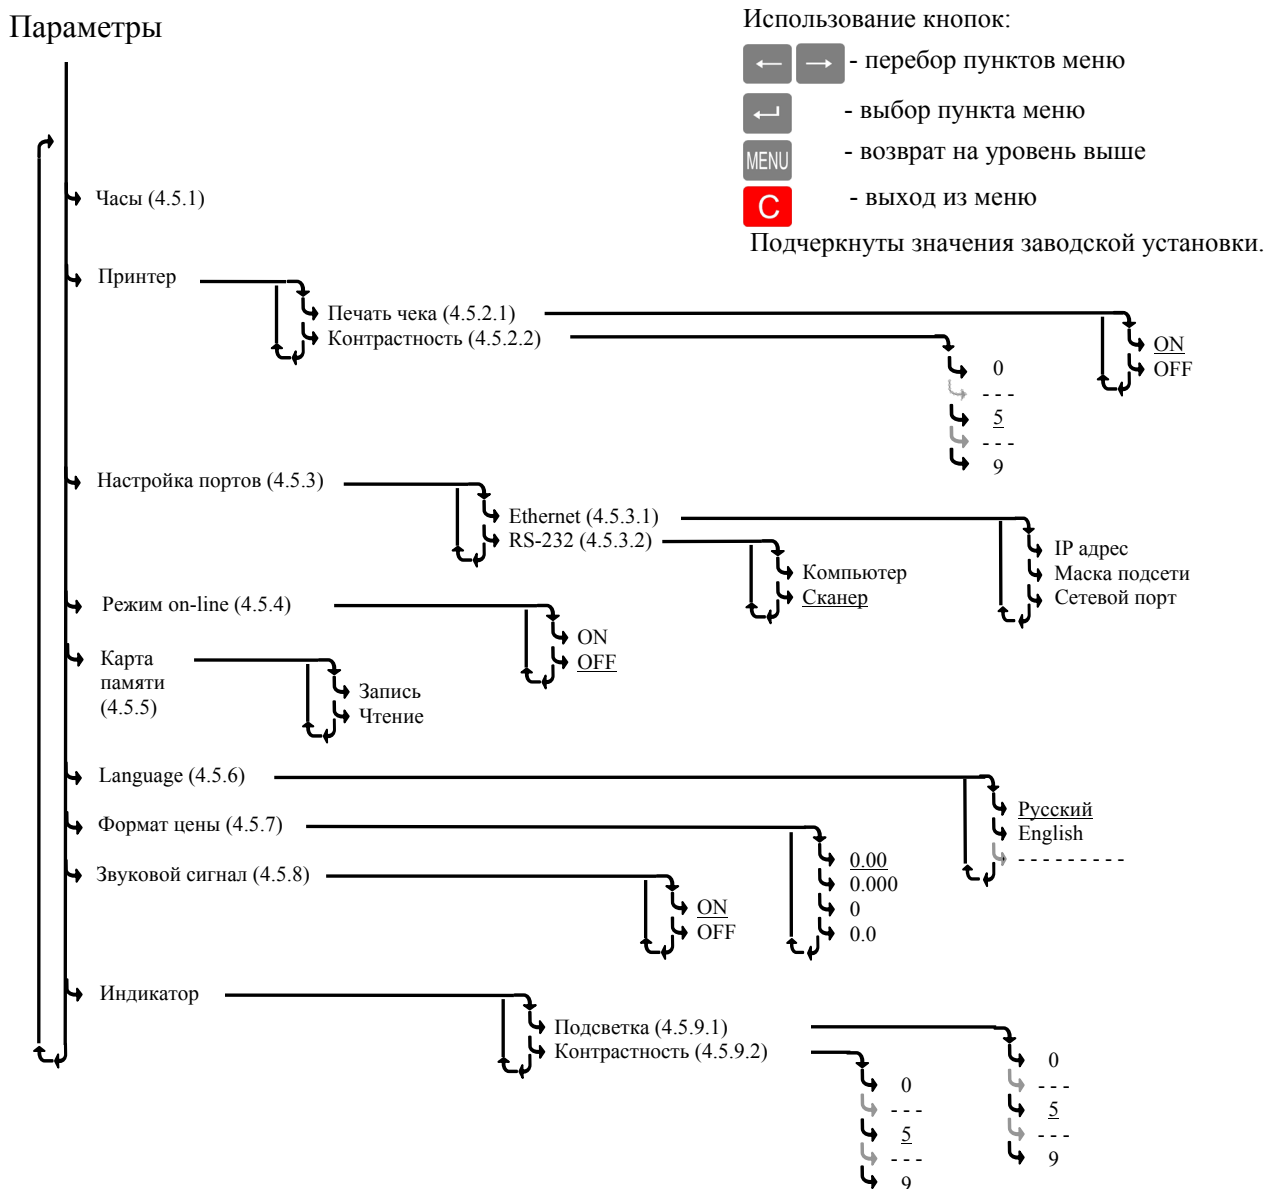 Параметры
Использование кнопок:
← → - перебор пунктов меню
- выбор пункта меню
MENU - возврат на уровень выше
C - выход из меню
Подчеркнуты значения заводской установки.
Часы (4.5.1)
Принтер
Печать чека (4.5.2.1)
Контрастность (4.5.2.2)
ON
OFF
0
- - -
5
- - -
9
Настройка портов (4.5.3)
Ethernet (4.5.3.1)
RS-232 (4.5.3.2)
IP адрес
Маска подсети
Сетевой порт
Компьютер
Сканер
Режим on-line (4.5.4)
ON
OFF
Карта
памяти
(4.5.5)
Запись
Чтение
Language (4.5.6)
Русский
English
- - - - - - - - -
Формат цены (4.5.7)
0.00
0.000
0
0.0
Звуковой сигнал (4.5.8)
ON
OFF
Индикатор
Подсветка (4.5.9.1)
Контрастность (4.5.9.2)
0
- - -
5
- - -
9
0
- - -
5
- - -
9